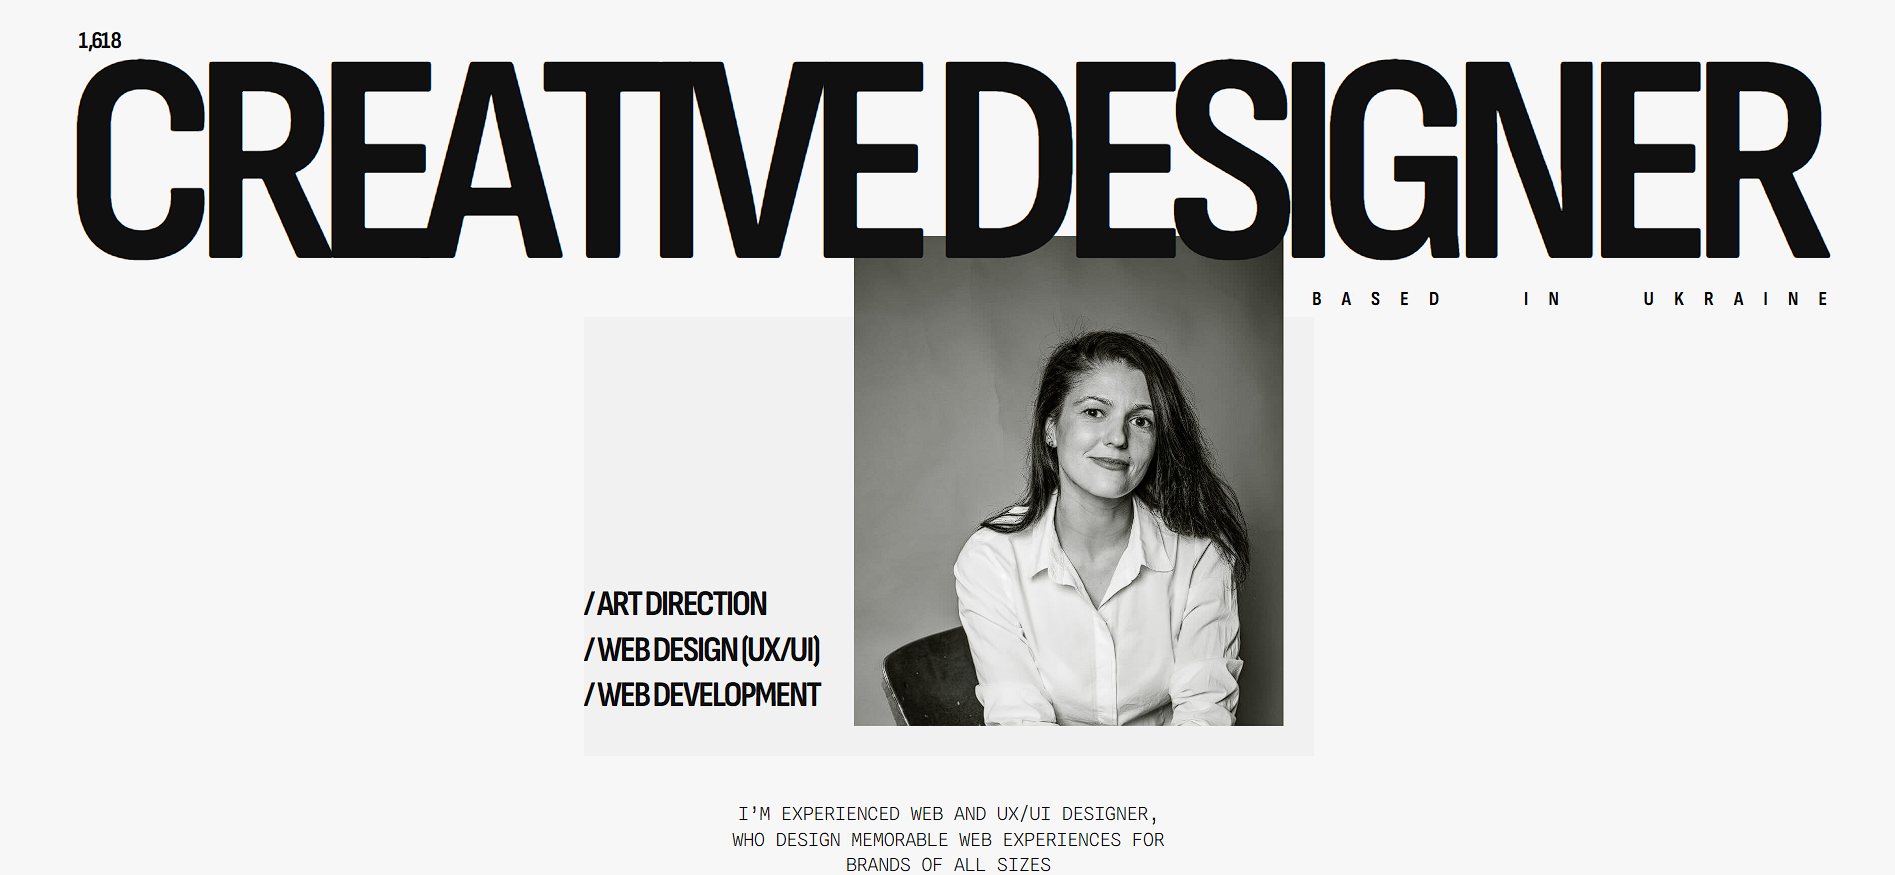 1,618
CREATIVE DESIGNER
BASED IN UKRAINE
/ ART DIRECTION
/ WEB DESIGN (UX/UI)
/ WEB DEVELOPMENT
I'M EXPERIENCED WEB AND UX/UI DESIGNER,
WHO DESIGN MEMORABLE WEB EXPERIENCES FOR
BRANDS OF ALL SIZES